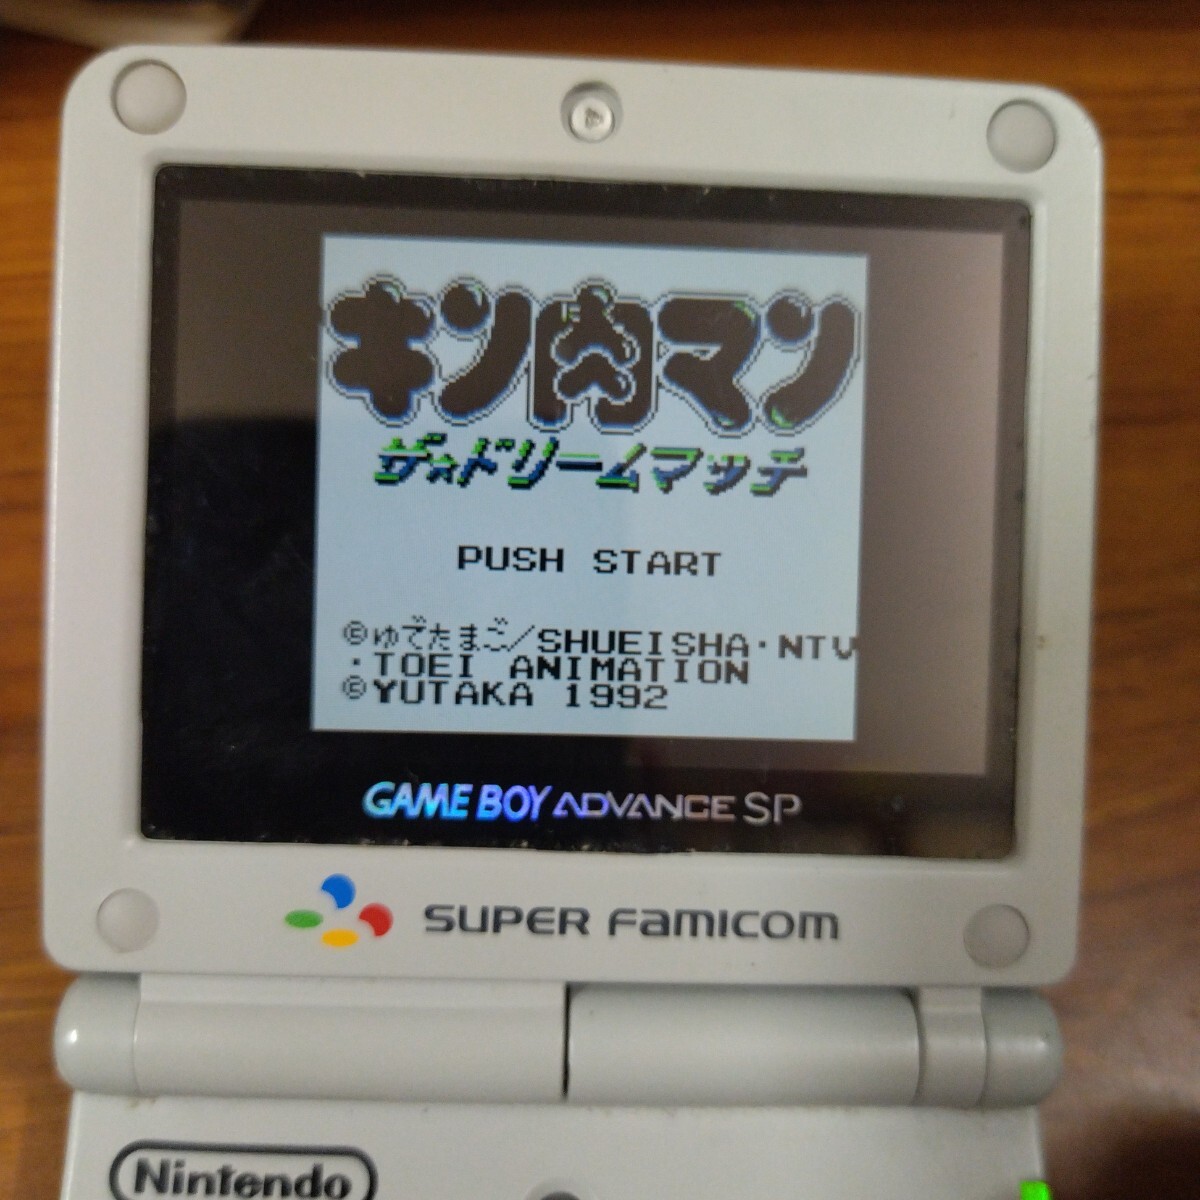 キン肉マン
ザ☆ドリームマッチ
PUSH START
©ゆでたまご/SHUEISHA・NTV
・TOEI ANIMATION
©YUTAKA 1992
GAME BOY ADVANCE SP
SUPER FAMICOM
Nintendo